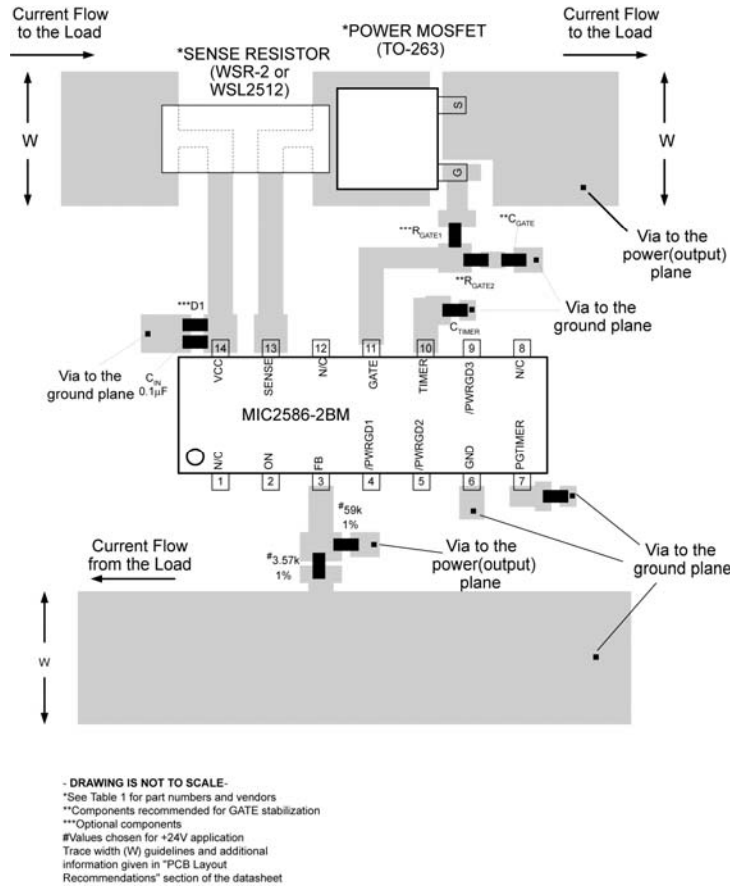 Current Flow
to the Load
*POWER MOSFET
(TO-263)
Current Flow
to the Load
*SENSE RESISTOR
(WSR-2 or
WSL2512)
W
W
S
G
***RGATE1
**CGATE
**RGATE2
Via to the
power(output)
plane
Via to the
ground plane
***D1
CTIMER
CIN
0.1µF
Via to the
ground plane
14
13
12
11
10
9
8
VCC
SENSE
N/C
GATE
TIMER
/PWRGD3
N/C
MIC2586-2BM
N/C
ON
FB
/PWRGD1
/PWRGD2
GND
PGTIMER
1
2
3
4
5
6
7
#59k
1%
#3.57k
1%
Current Flow
from the Load
Via to the
power(output)
plane
Via to the
ground plane
W
- DRAWING IS NOT TO SCALE-
*See Table 1 for part numbers and vendors
**Components recommended for GATE stabilization
***Optional components
#Values chosen for +24V application
Trace width (W) guidelines and additional
information given in "PCB Layout
Recommendations" section of the datasheet